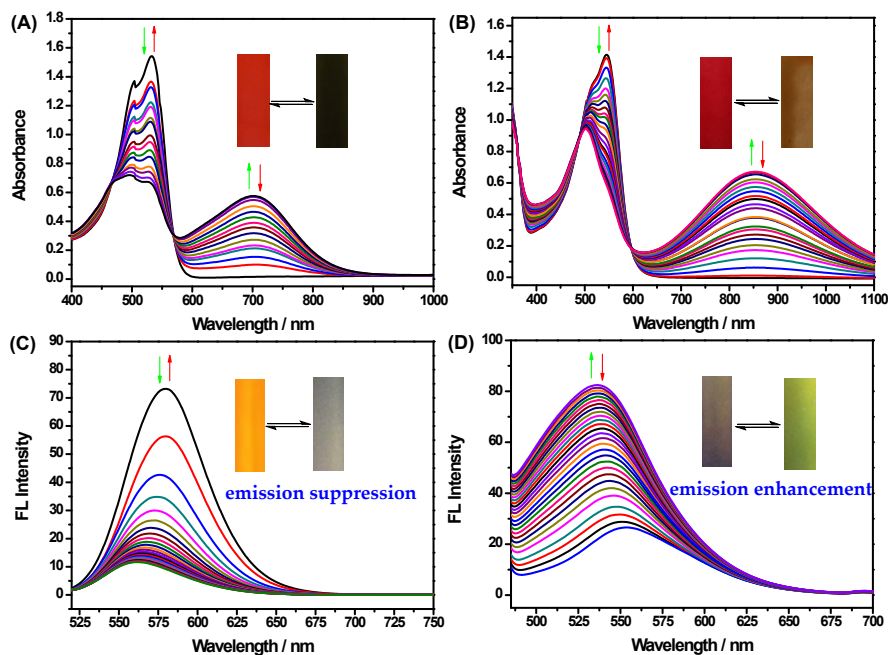 (A)
Absorbance
1.6
1.4
1.2
1.0
0.8
0.6
0.4
0.2
0.0
400 500 600 700 800 900 1000
Wavelength / nm
(B)
Absorbance
1.6
1.4
1.2
1.0
0.8
0.6
0.4
0.2
0.0
400 500 600 700 800 900 1000 1100
Wavelength / nm
(C)
FL Intensity
90
80
70
60
50
40
30
20
10
0
emission suppression
525 550 575 600 625 650 675 700 725 750
Wavelength / nm
(D)
FL Intensity
100
80
60
40
20
0
emission enhancement
500 525 550 575 600 625 650 675 700
Wavelength / nm